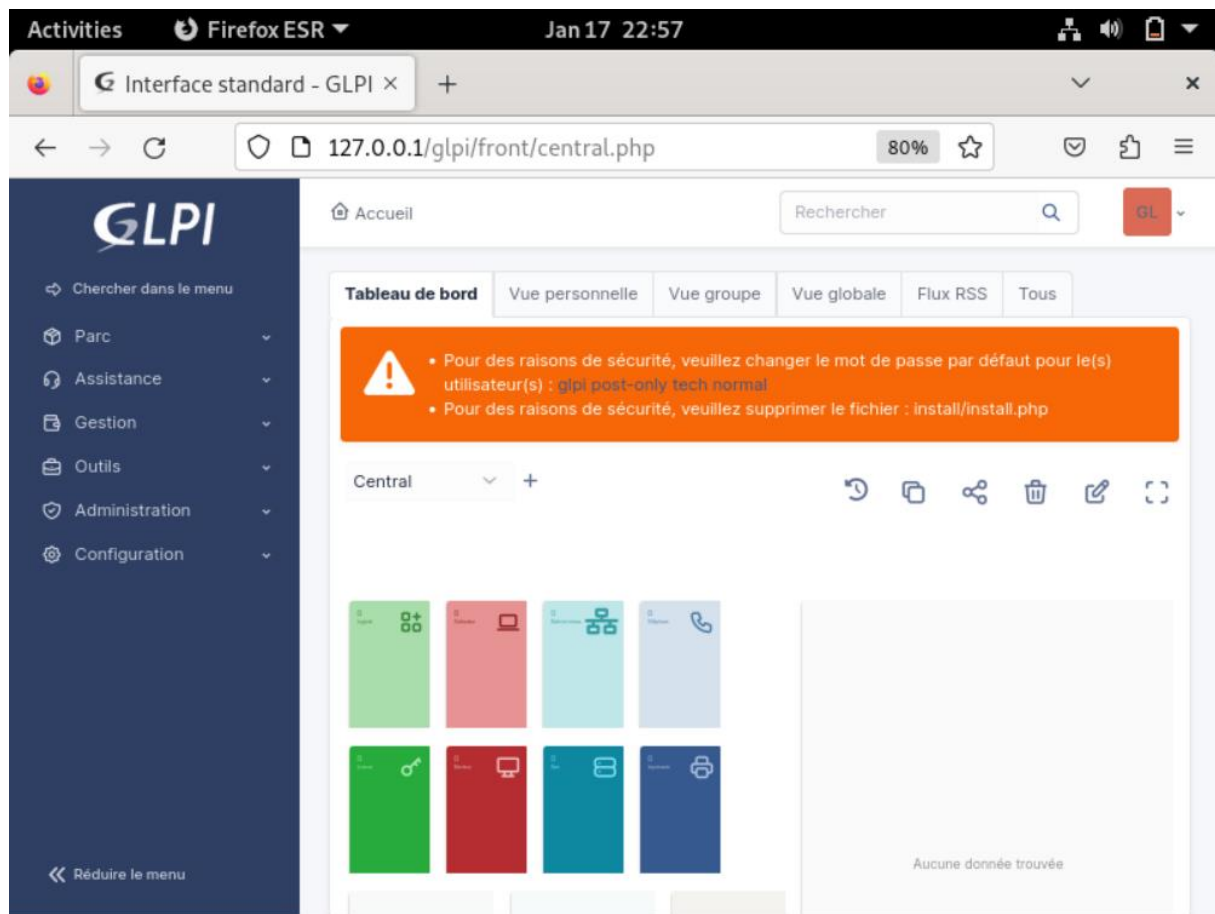 Activities Firefox ESR Jan 17 22:57
Interface standard - GLPI
127.0.0.1/glpi/front/central.php 80%
GLPI
Accueil Rechercher GL
Chercher dans le menu
Parc
Assistance
Gestion
Outils
Administration
Configuration
Réduire le menu
Tableau de bord Vue personnelle Vue groupe Vue globale Flux RSS Tous
• Pour des raisons de sécurité, veuillez changer le mot de passe par défaut pour le(s)
utilisateur(s) : glpi post-only tech normal
• Pour des raisons de sécurité, veuillez supprimer le fichier : install/install.php
Central
Aucune donnée trouvée